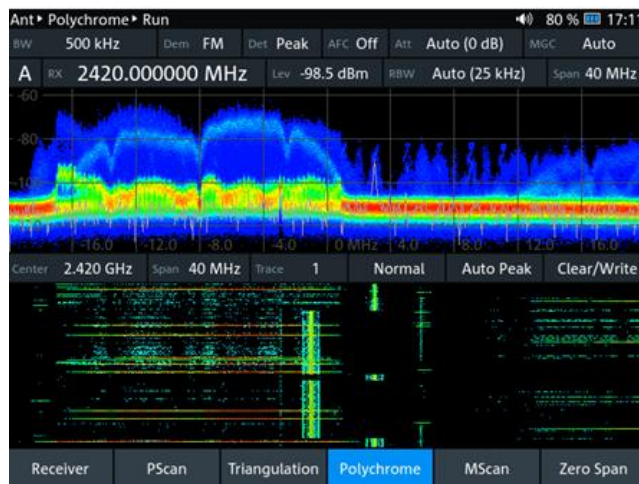 Ant ▸ Polychrome ▸ Run 80 % 17:11
BW 500 kHz Dem FM Det Peak AFC Off Att Auto (0 dB) MGC Auto
A RX 2420.000000 MHz Lev -98.5 dBm RBW Auto (25 kHz) Span 40 MHz
-60
-80
-100
-16.0 -12.0 -8.0 -4.0 0 MHz 4.0 12.0 16.0
Center 2.420 GHz Span 40 MHz Trace 1 Normal Auto Peak Clear/Write
Receiver PScan Triangulation Polychrome MScan Zero Span